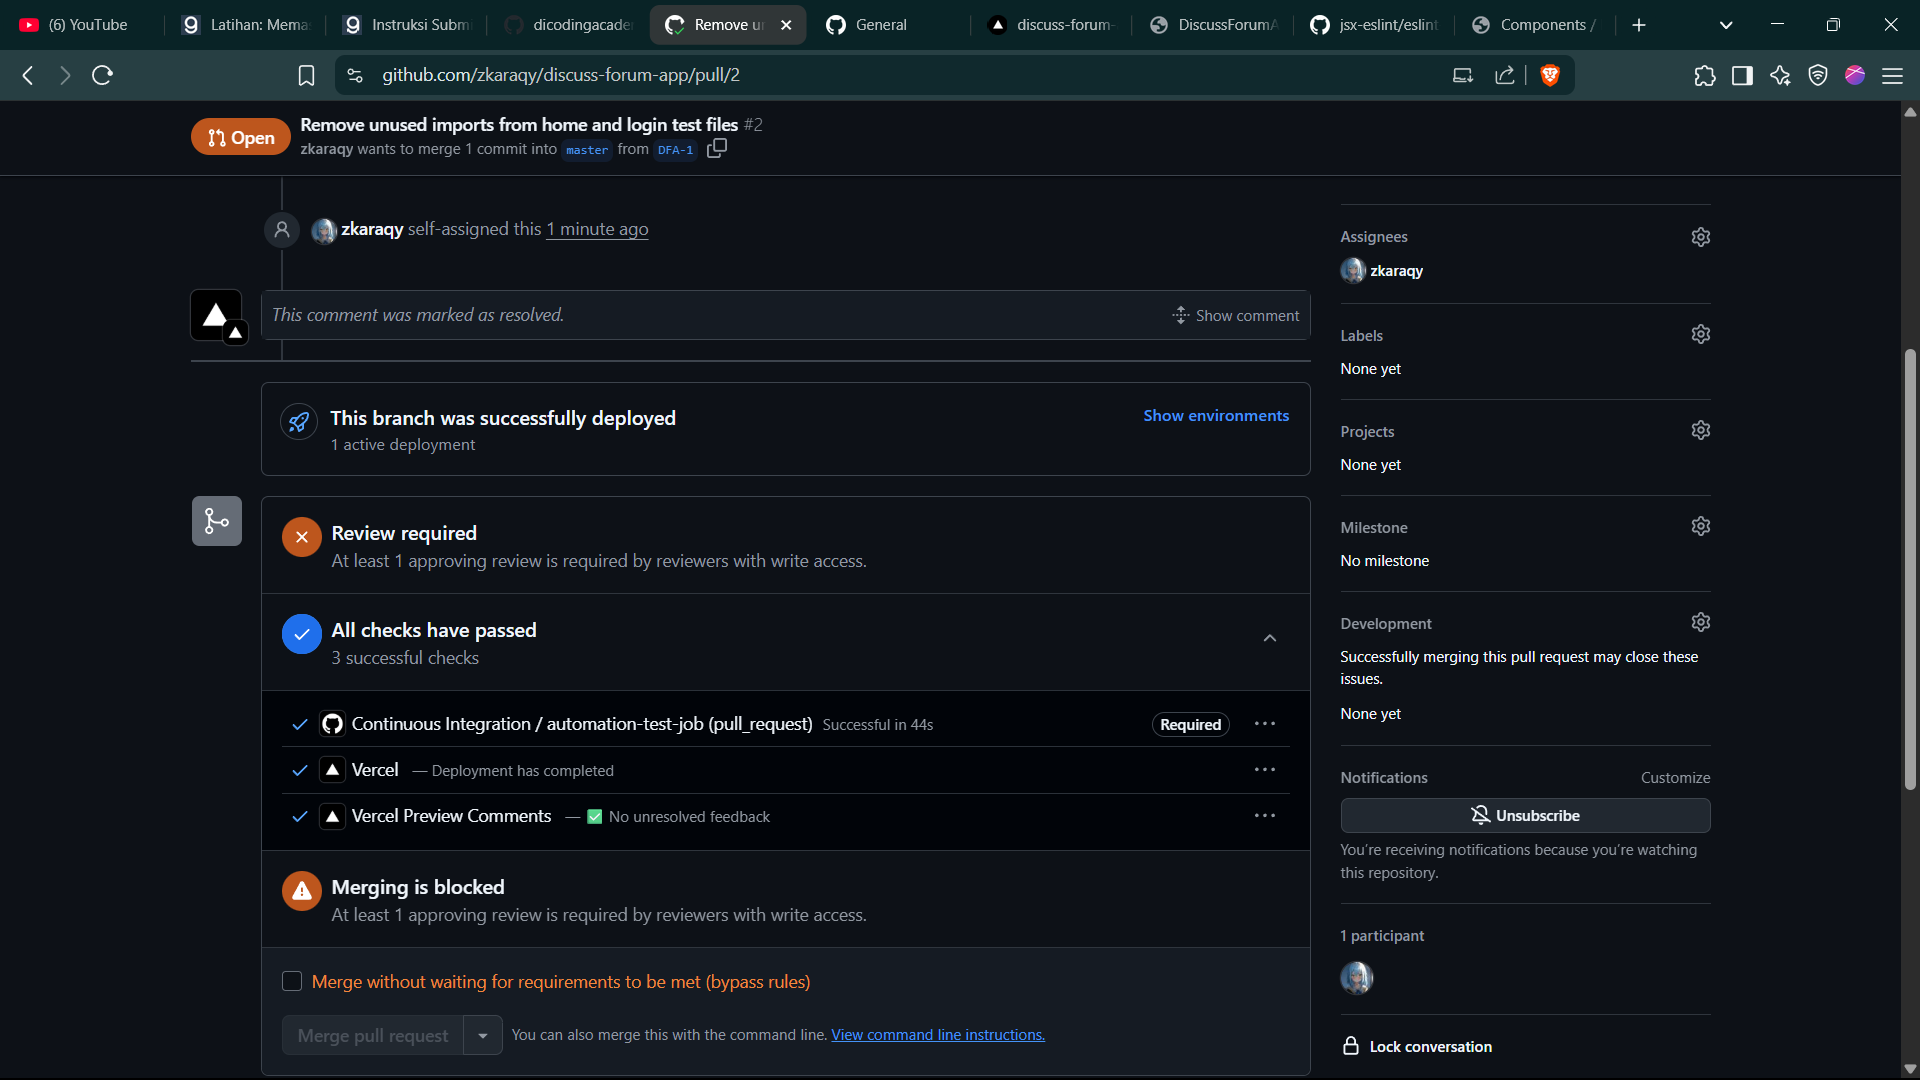 (6) YouTube
Latihan: Mema
Instruksi Subm
dicodingacade
Remove u
General
discuss-forum-
DiscussForumA
jsx-eslint/eslint
Components /
github.com/zkaraqy/discuss-forum-app/pull/2
Open
Remove unused imports from home and login test files #2
zkaraqy wants to merge 1 commit into master from DFA-1
zkaraqy self-assigned this 1 minute ago
This comment was marked as resolved.
Show comment
This branch was successfully deployed
1 active deployment
Show environments
Review required
At least 1 approving review is required by reviewers with write access.
All checks have passed
3 successful checks
Continuous Integration / automation-test-job (pull_request) Successful in 44s
Required
Vercel — Deployment has completed
Vercel Preview Comments — ✅ No unresolved feedback
Merging is blocked
At least 1 approving review is required by reviewers with write access.
Merge without waiting for requirements to be met (bypass rules)
Merge pull request
You can also merge this with the command line. View command line instructions.
Assignees
zkaraqy
Labels
None yet
Projects
None yet
Milestone
No milestone
Development
Successfully merging this pull request may close these
issues.
None yet
Notifications
Customize
Unsubscribe
You're receiving notifications because you're watching
this repository.
1 participant
Lock conversation